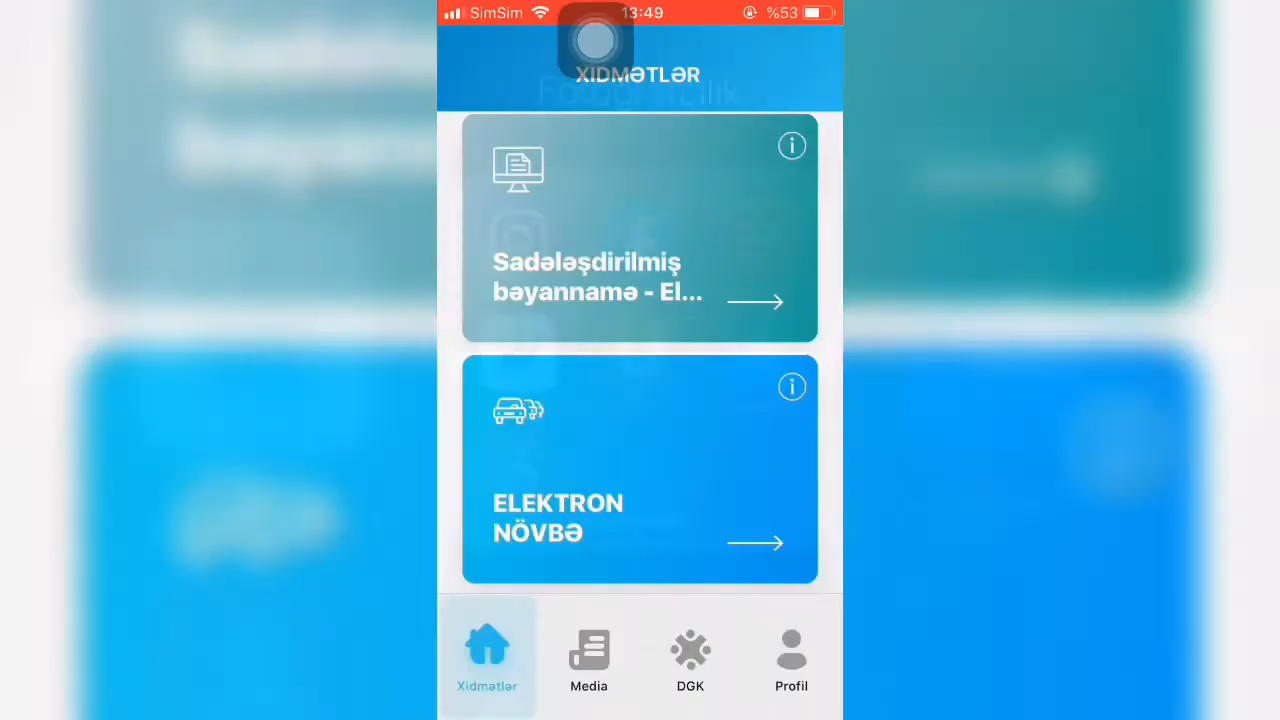 SimSim 13:49 %53
XIDMƏTLƏR
Sadələşdirilmiş
bəyannamə - El...
ELEKTRON
NÖVBƏ
Xidmətlər Media DGK Profil